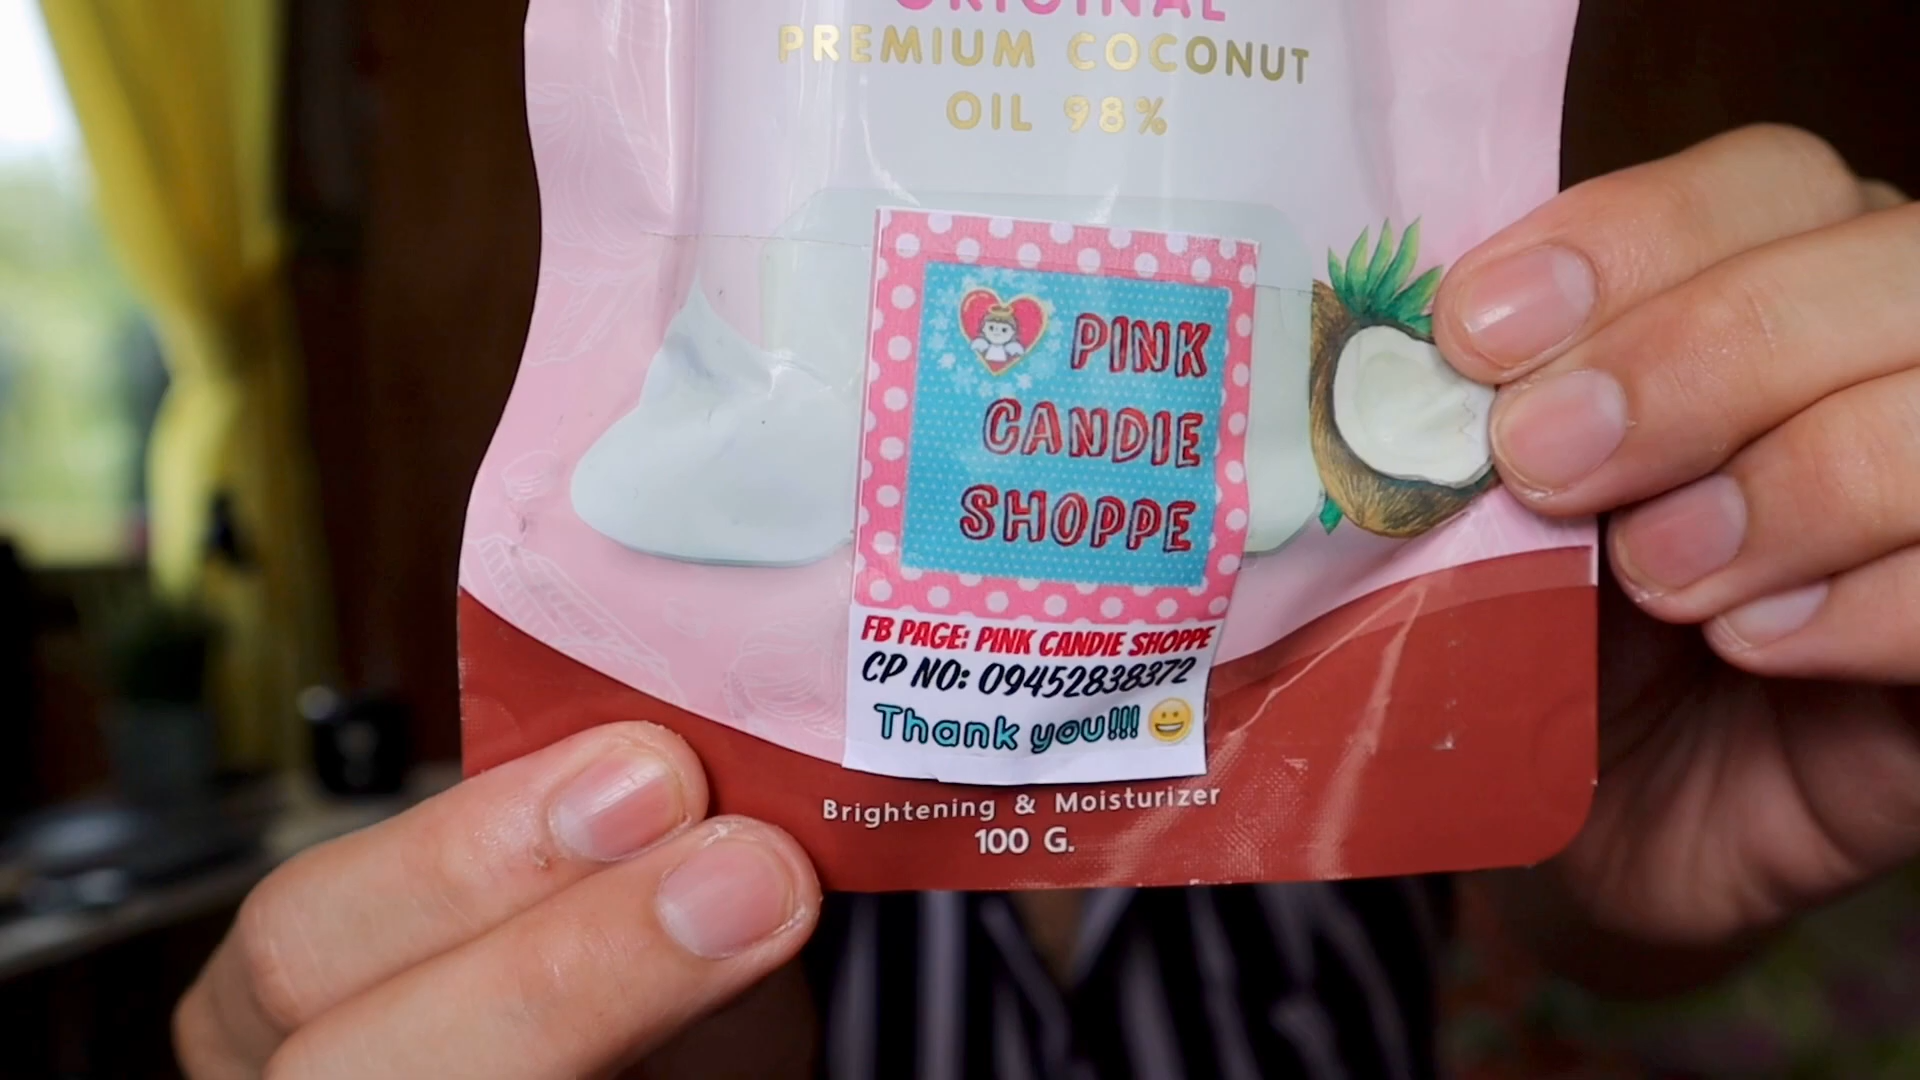 ORIGINAL
PREMIUM COCONUT
OIL 98%
PINK
CANDIE
SHOPPE
FB PAGE: PINK CANDIE SHOPPE
CP NO: 09452838372
Thank you!!!
Brightening & Moisturizer
100 G.